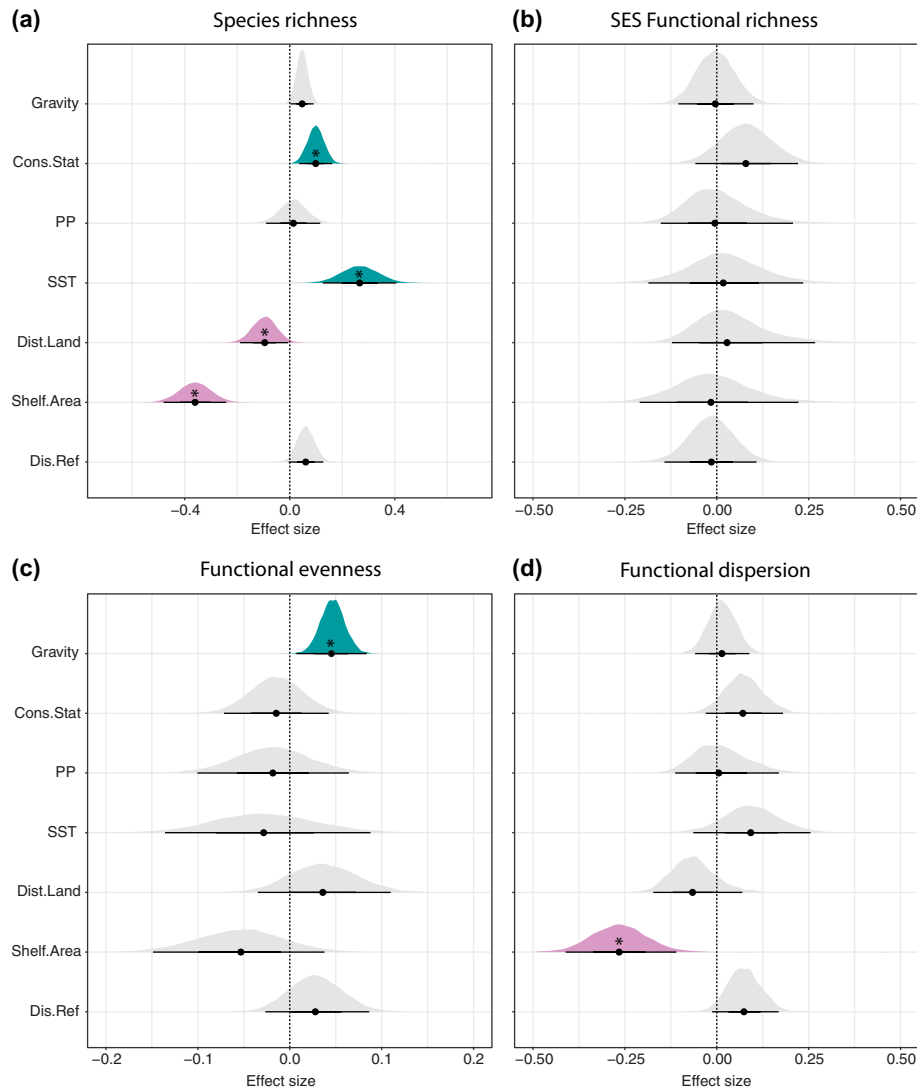 (a) Species richness
Gravity
Cons.Stat
PP
SST
Dist.Land
Shelf.Area
Dis.Ref
*
*
*
*
−0.4 0.0 0.4
Effect size
(b) SES Functional richness
−0.50 −0.25 0.00 0.25 0.50
Effect size
(c) Functional evenness
Gravity
Cons.Stat
PP
SST
Dist.Land
Shelf.Area
Dis.Ref
*
−0.2 −0.1 0.0 0.1 0.2
Effect size
(d) Functional dispersion
*
−0.50 −0.25 0.00 0.25 0.50
Effect size